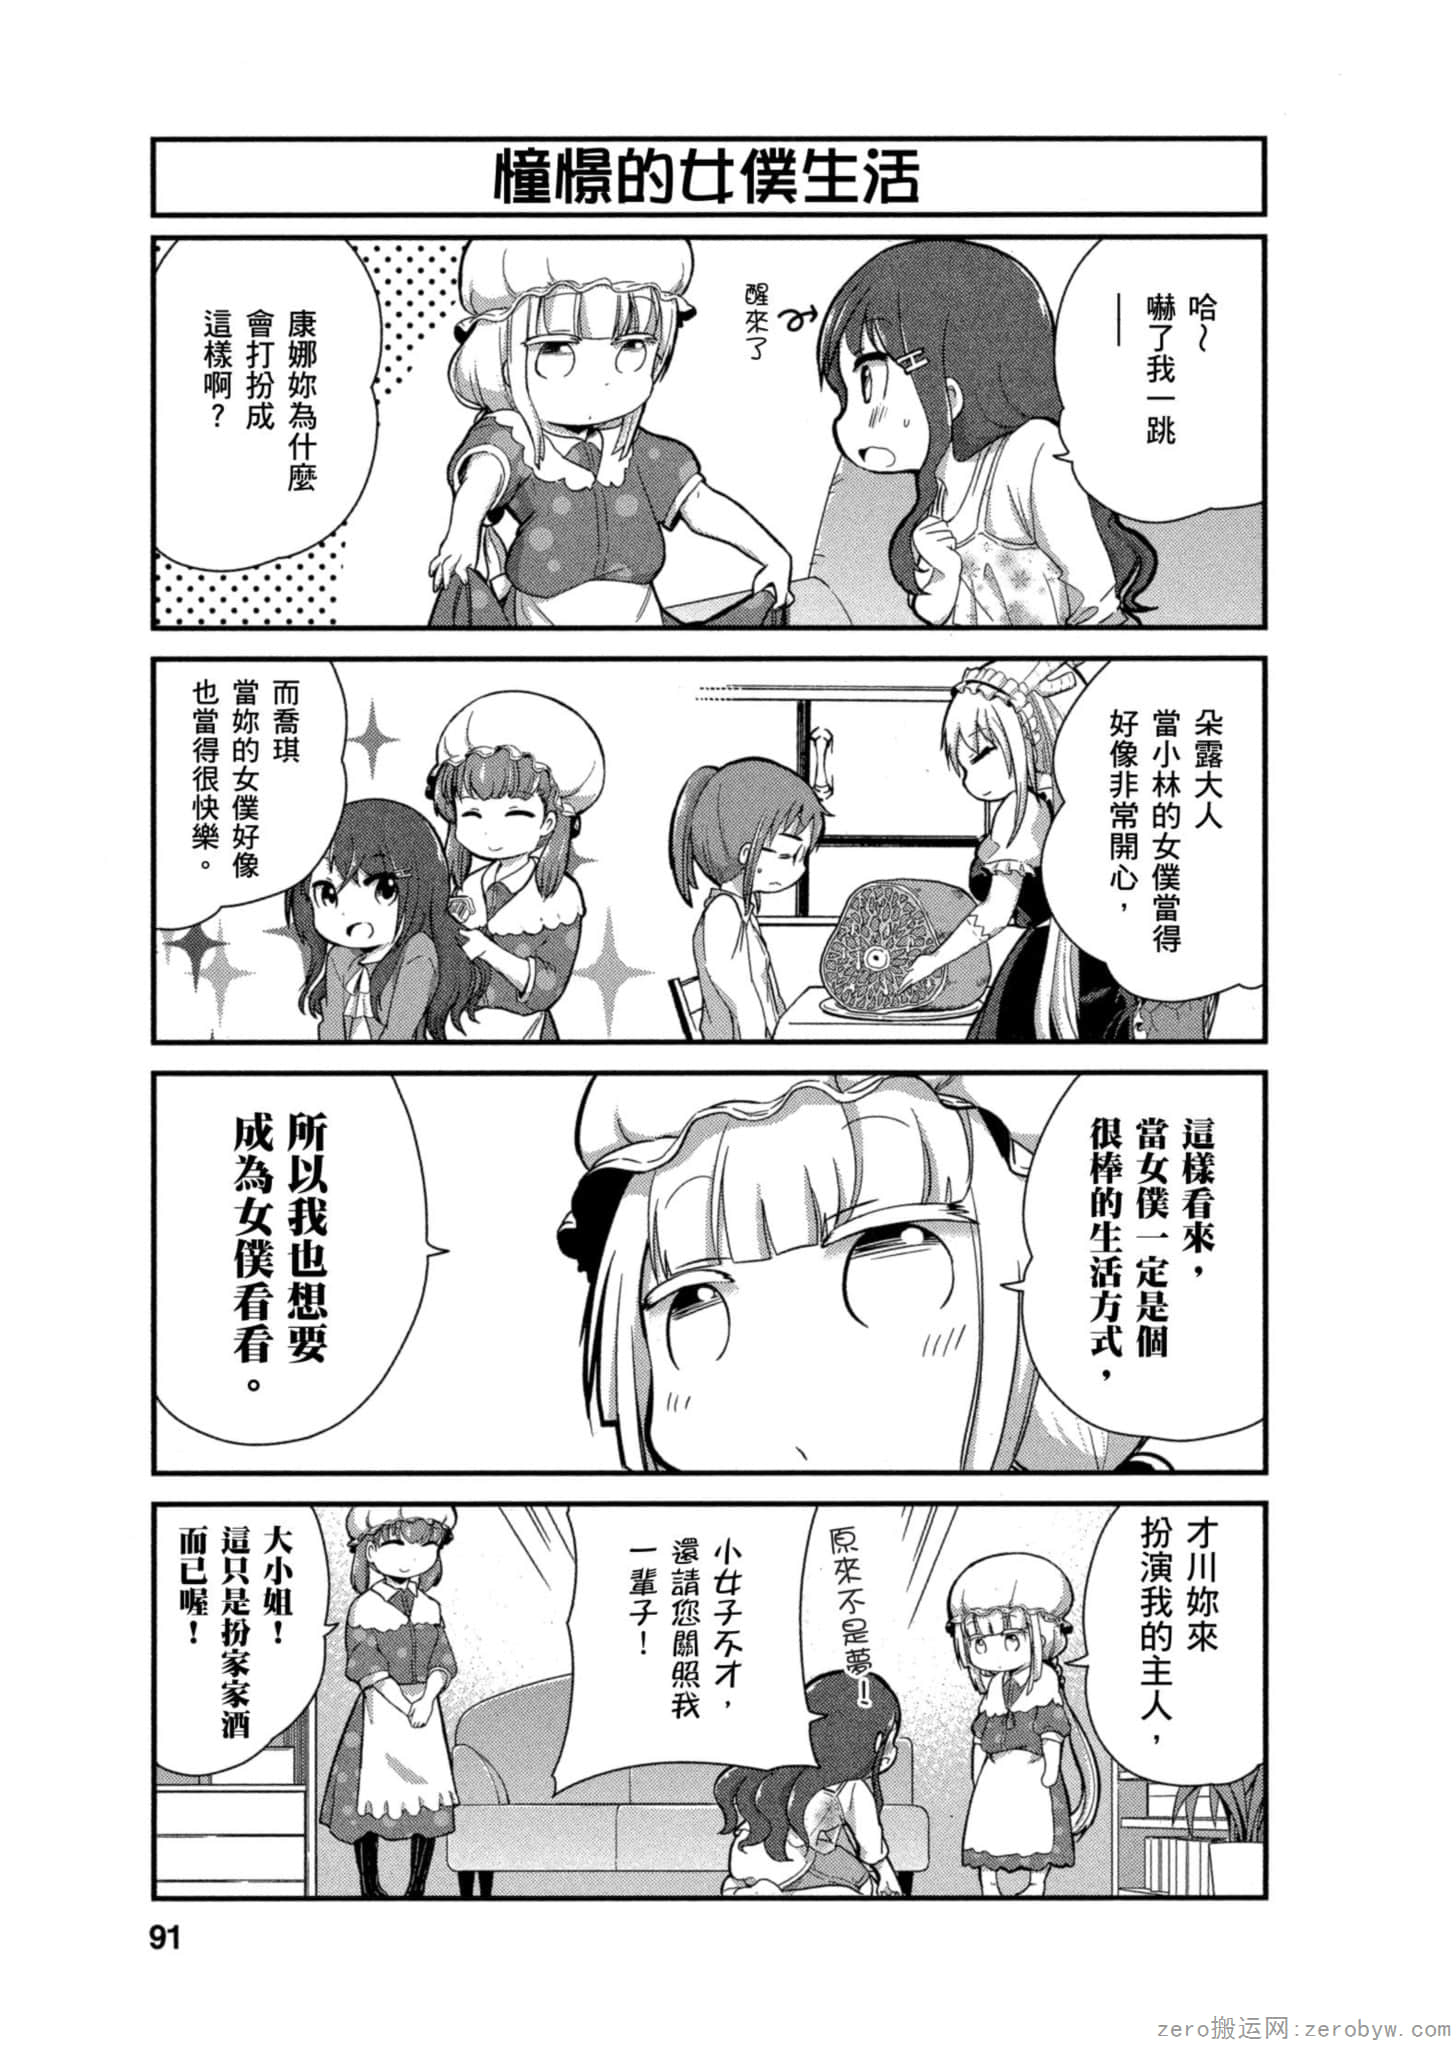 憧憬的女僕生活
哈～
嚇了我一跳
——
醒來了
康娜妳為什麼
會打扮成
這樣啊？
朵露大人
當小林的女僕當得
好像非常開心，
而喬琪
當妳的女僕好像
也當得很快樂。
這樣看來，
當女僕一定是個
很棒的生活方式，
所以我也想要
成為女僕看看。
才川妳來
扮演我的主人，
原來不是夢！
小女子不才，
還請您關照我
一輩子！
大小姐！
這只是扮家家酒
而已喔！
91
zero搬运网:zerobyw.com